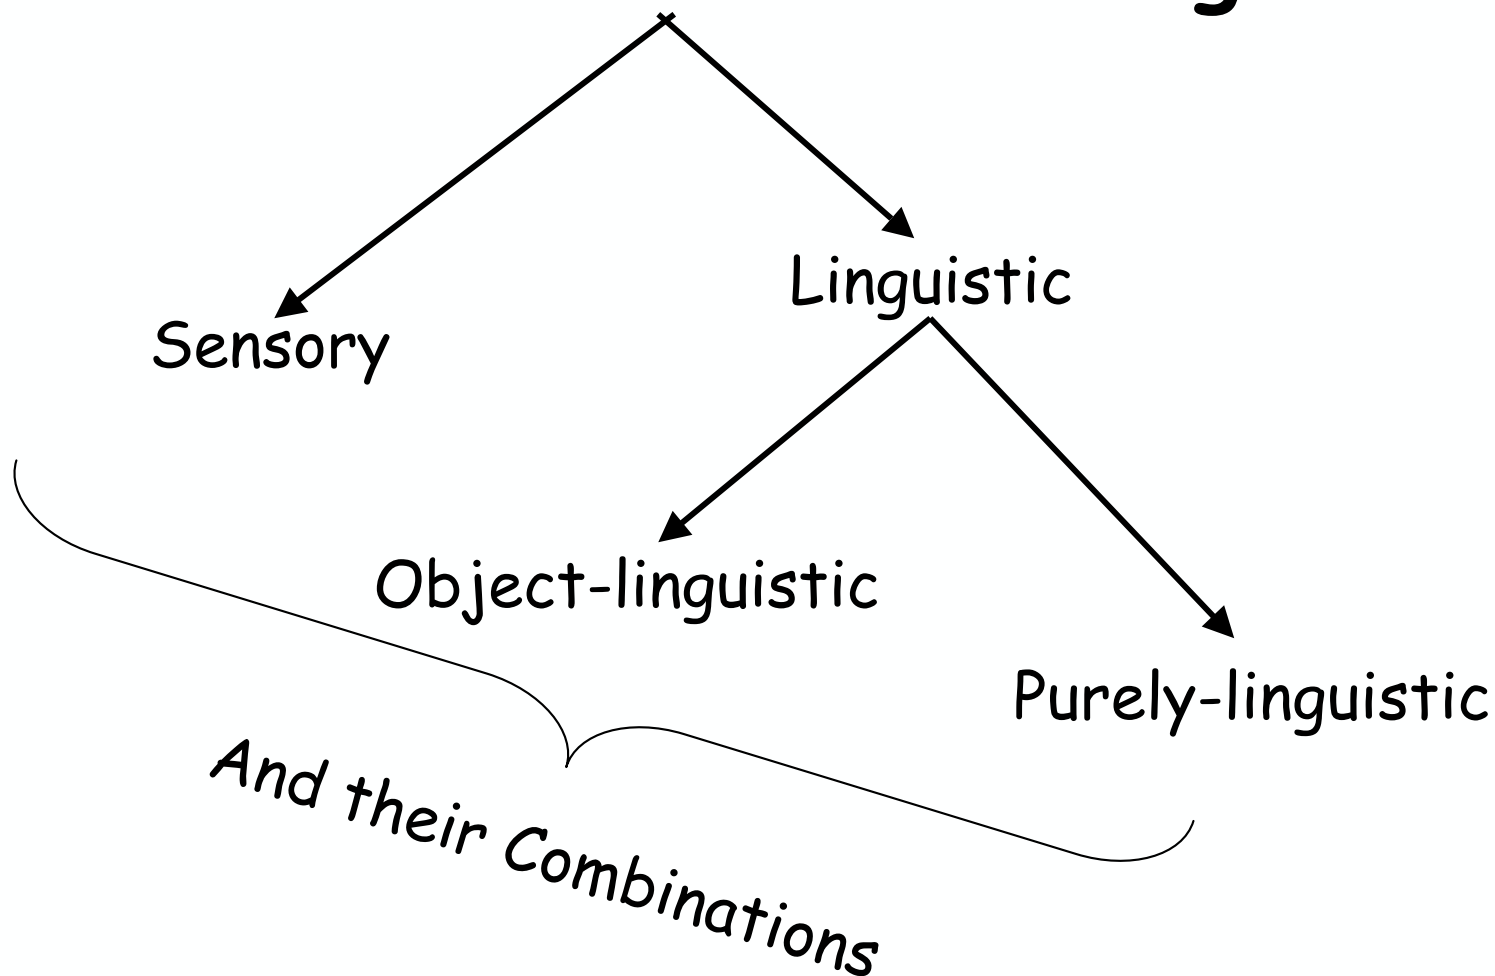 Linguistic
Sensory
Object-linguistic
Purely-linguistic
And their Combinations